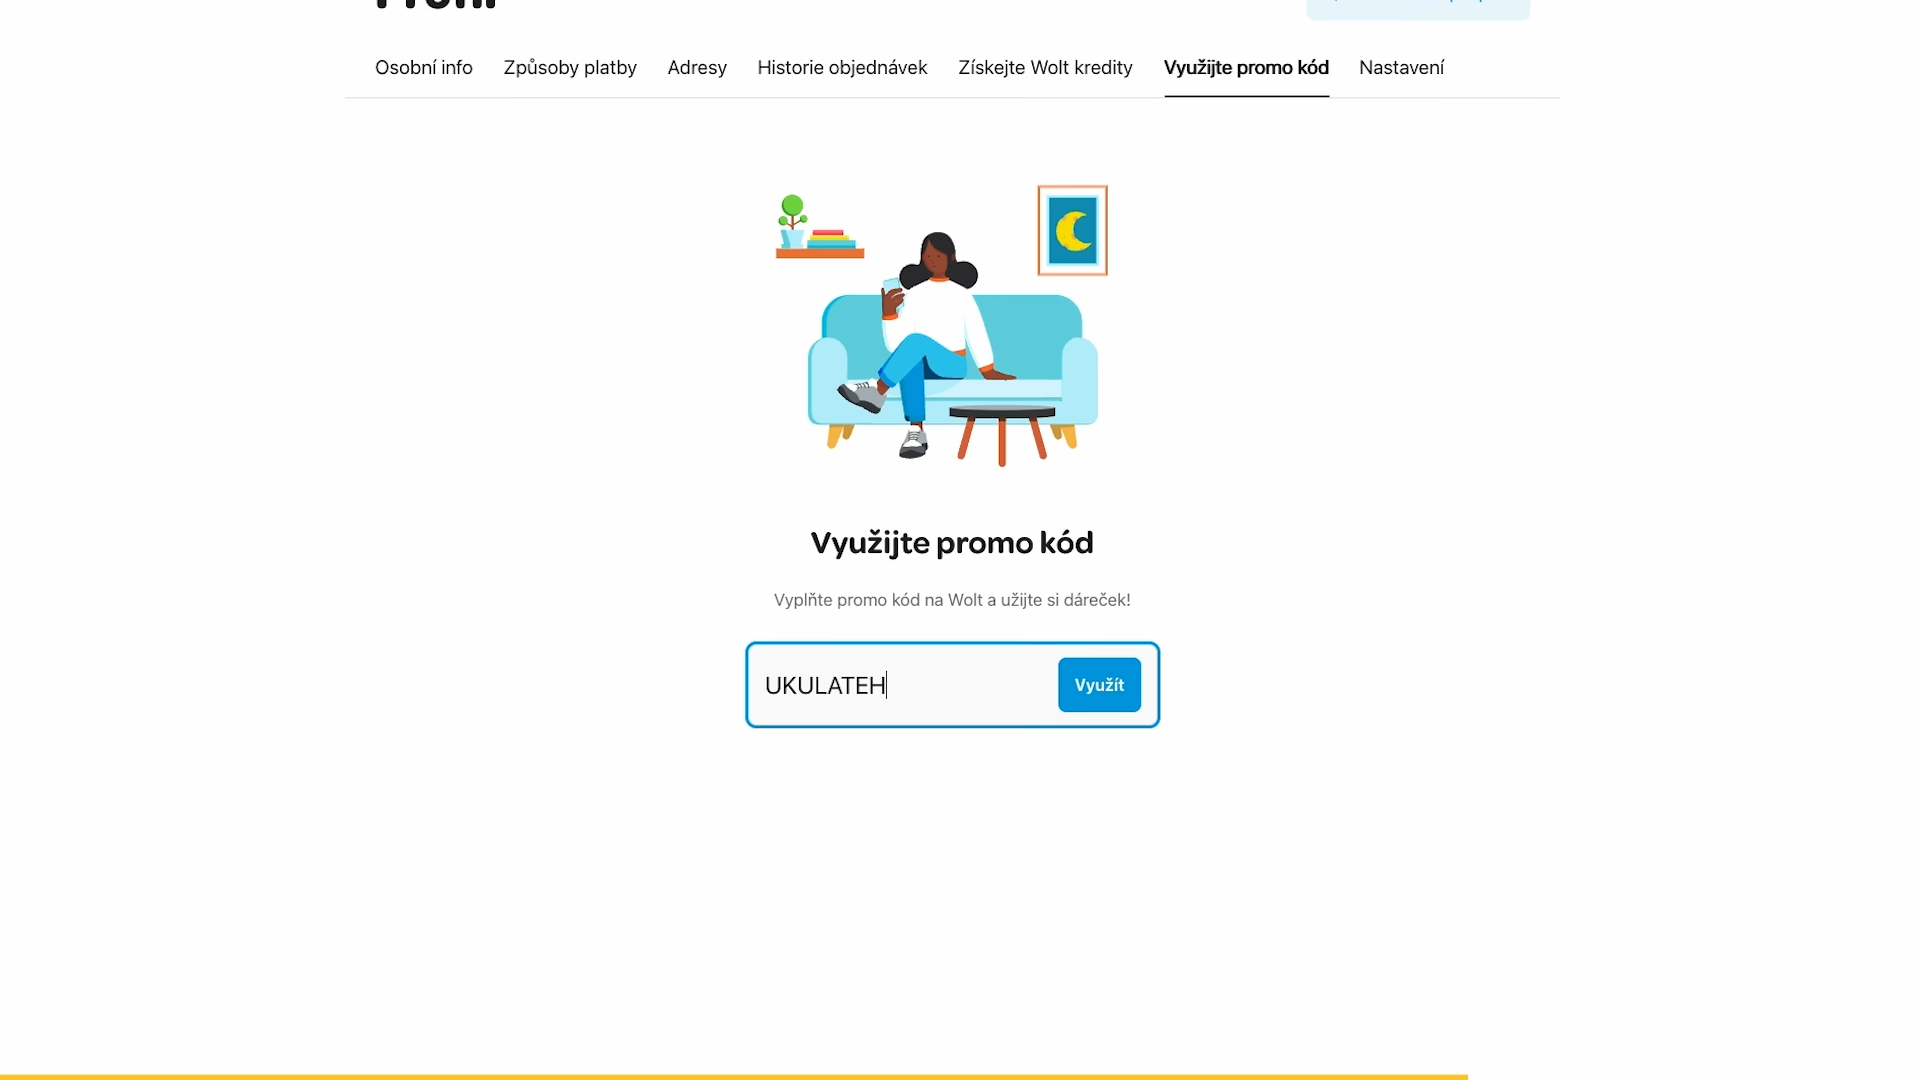 Profil
Osobní info Způsoby platby Adresy Historie objednávek Získejte Wolt kredity Využijte promo kód Nastavení
Využijte promo kód
Vyplňte promo kód na Wolt a užijte si dáreček!
UKULATEH Využít